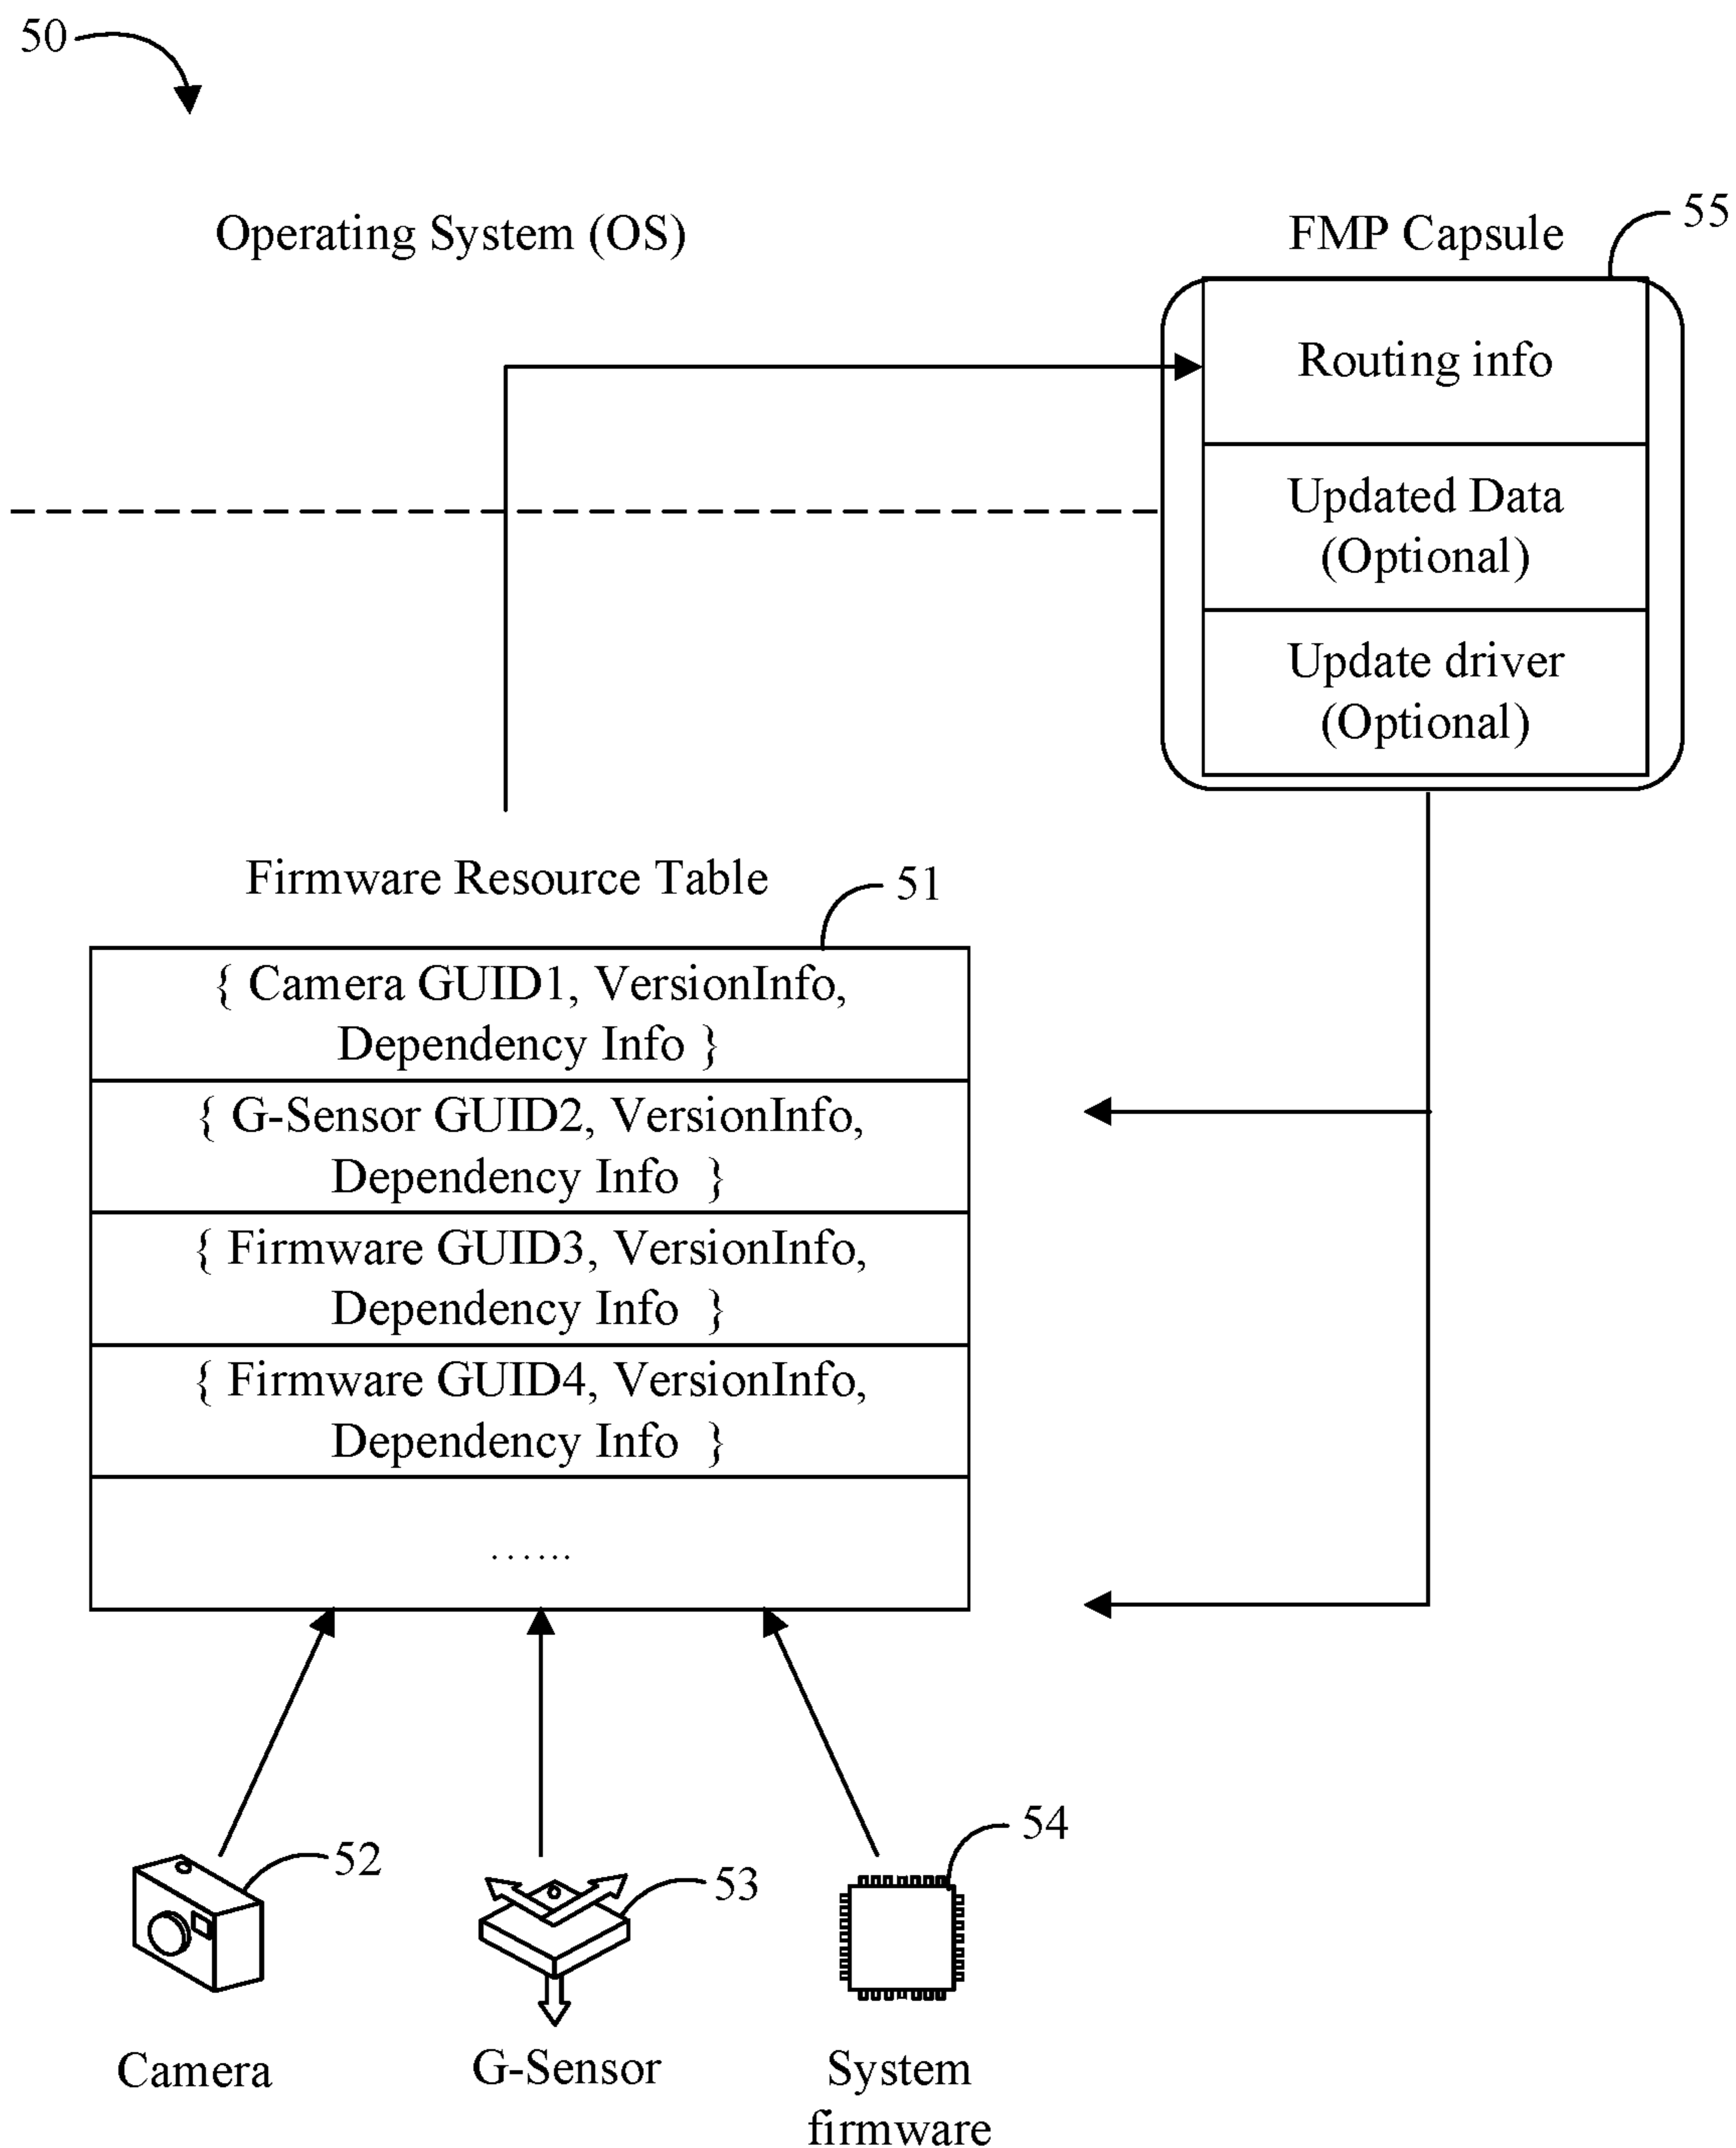 50
Operating System (OS)
FMP Capsule
55
Routing info
Updated Data
(Optional)
Update driver
(Optional)
Firmware Resource Table
51
{ Camera GUID1, VersionInfo,
Dependency Info }
{ G-Sensor GUID2, VersionInfo,
Dependency Info }
{ Firmware GUID3, VersionInfo,
Dependency Info }
{ Firmware GUID4, VersionInfo,
Dependency Info }
......
52
53
54
Camera
G-Sensor
System
firmware